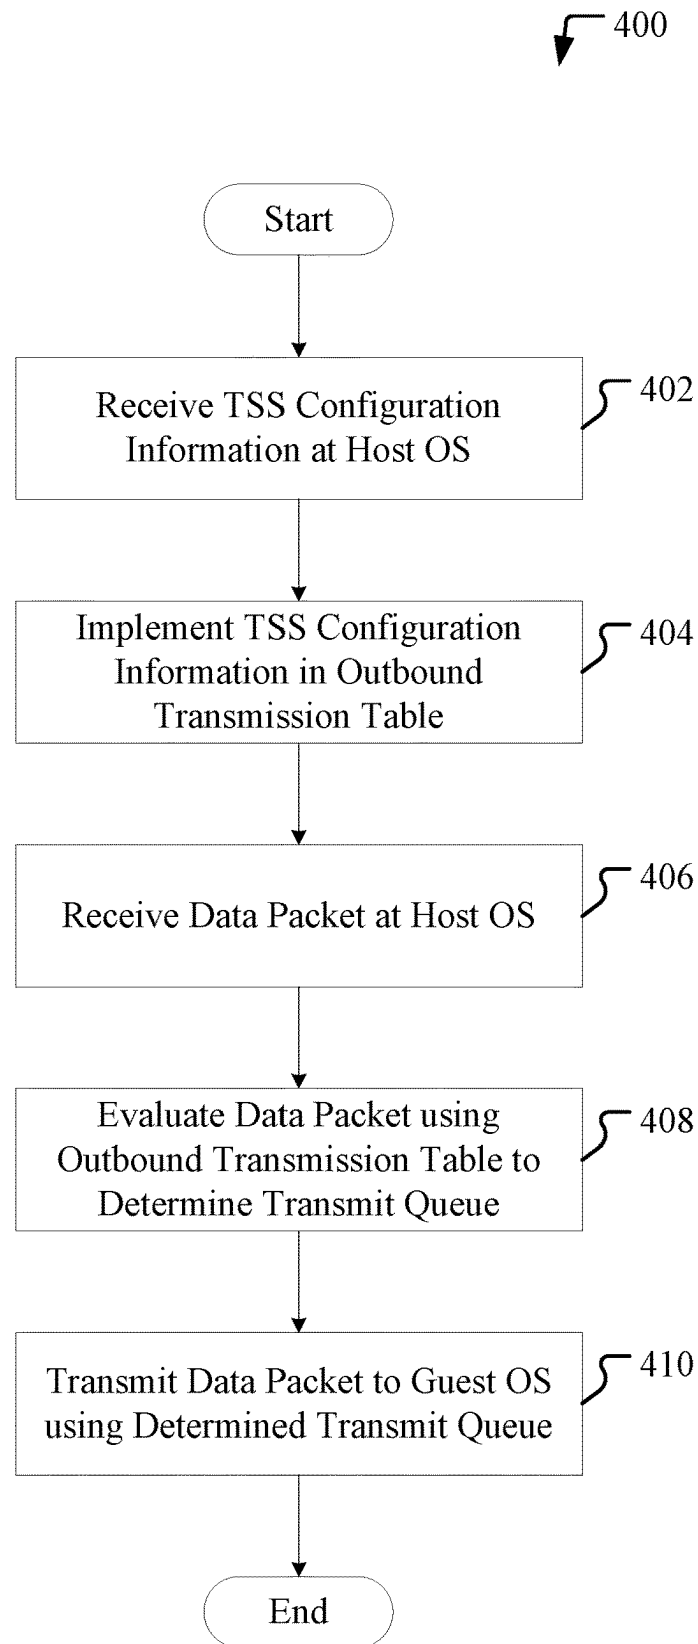 400
Start
Receive TSS Configuration
Information at Host OS
402
Implement TSS Configuration
Information in Outbound
Transmission Table
404
Receive Data Packet at Host OS
406
Evaluate Data Packet using
Outbound Transmission Table to
Determine Transmit Queue
408
Transmit Data Packet to Guest OS
using Determined Transmit Queue
410
End